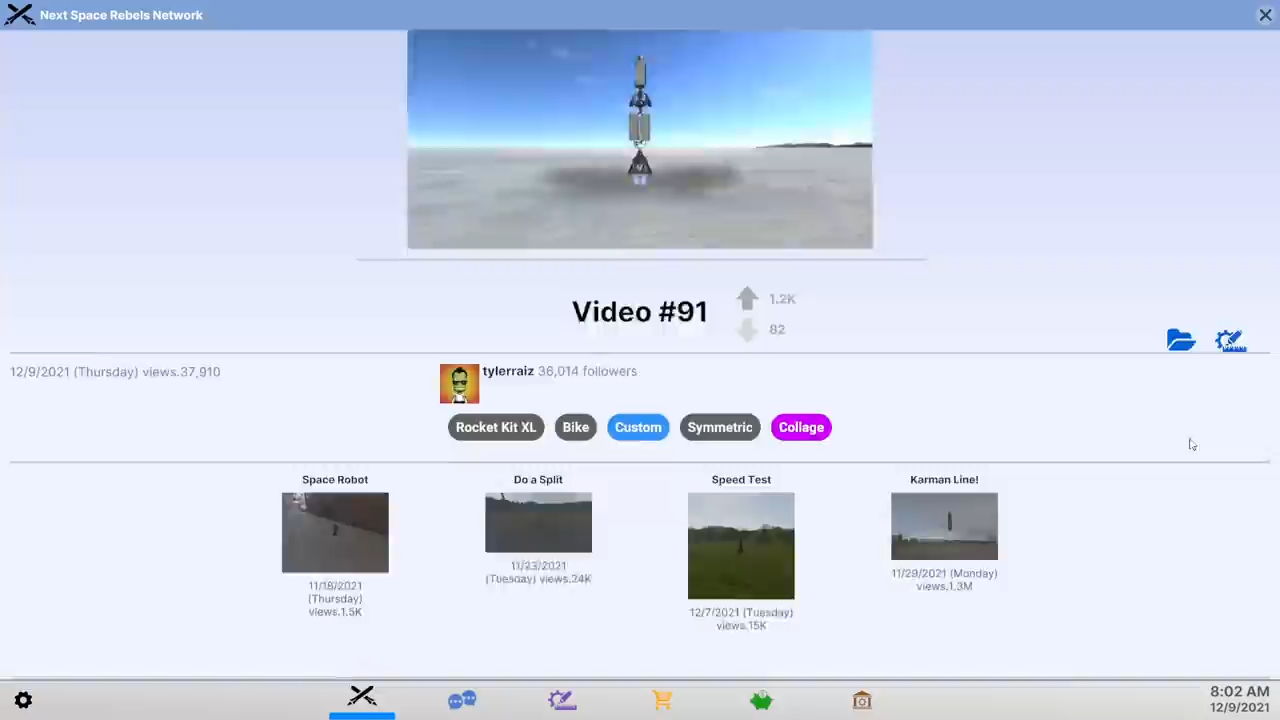 Next Space Rebels Network
Video #91
1.2K
82
12/9/2021 (Thursday) views.37,910
tylerraiz 36,014 followers
Rocket Kit XL
Bike
Custom
Symmetric
Collage
Space Robot
11/18/2021
(Thursday)
views.1.5K
Do a Split
11/23/2021
(Tuesday) views.24K
Speed Test
12/7/2021 (Tuesday)
views.15K
Karman Line!
11/29/2021 (Monday)
views.1.3M
8:02 AM
12/9/2021